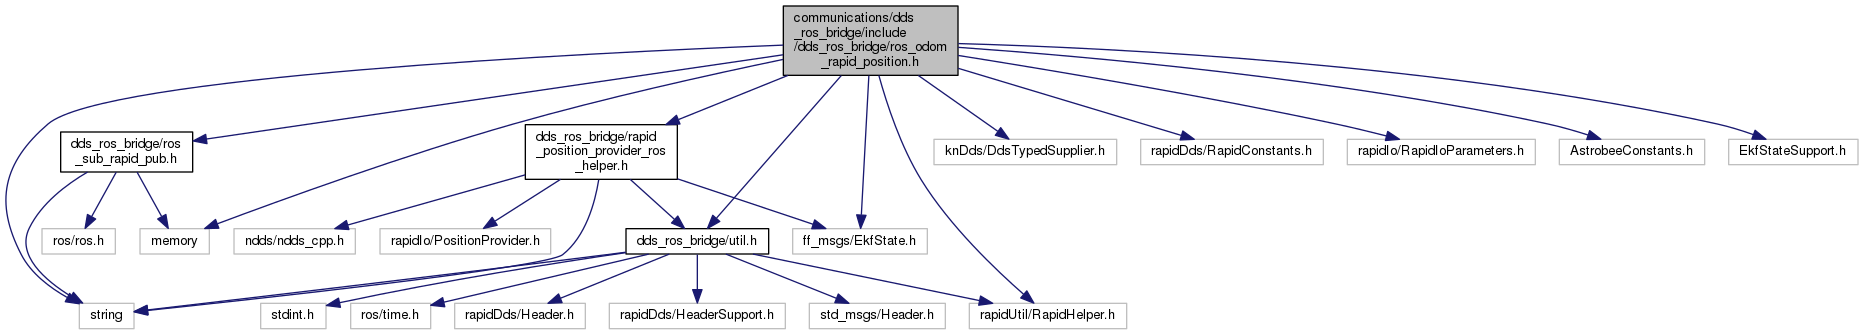 communications/dds
_ros_bridge/include
/dds_ros_bridge/ros_odom
_rapid_position.h
dds_ros_bridge/ros
_sub_rapid_pub.h
dds_ros_bridge/rapid
_position_provider_ros
_helper.h
knDds/DdsTypedSupplier.h
rapidDds/RapidConstants.h
rapidIo/RapidIoParameters.h
AstrobeeConstants.h
EkfStateSupport.h
ros/ros.h
memory
ndds/ndds_cpp.h
rapidIo/PositionProvider.h
dds_ros_bridge/util.h
ff_msgs/EkfState.h
string
stdint.h
ros/time.h
rapidDds/Header.h
rapidDds/HeaderSupport.h
std_msgs/Header.h
rapidUtil/RapidHelper.h